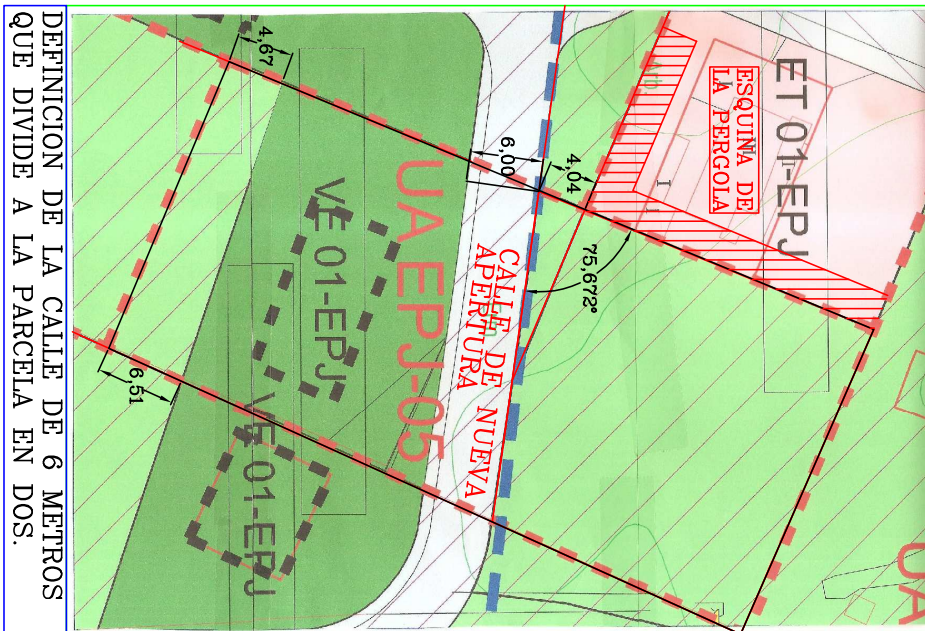 DEFINICION DE LA CALLE DE 6 METROS
QUE DIVIDE A LA PARCELA EN DOS.
ET 01-EPJ
ESQUINA DE
LA PERGOLA
I
I
4,04
6,00
75,672°
4,67
6,51
CALLE DE NUEVA
APERTURA
UA EPJ-05
VE 01-EPJ
VE 01-EPJ
UA